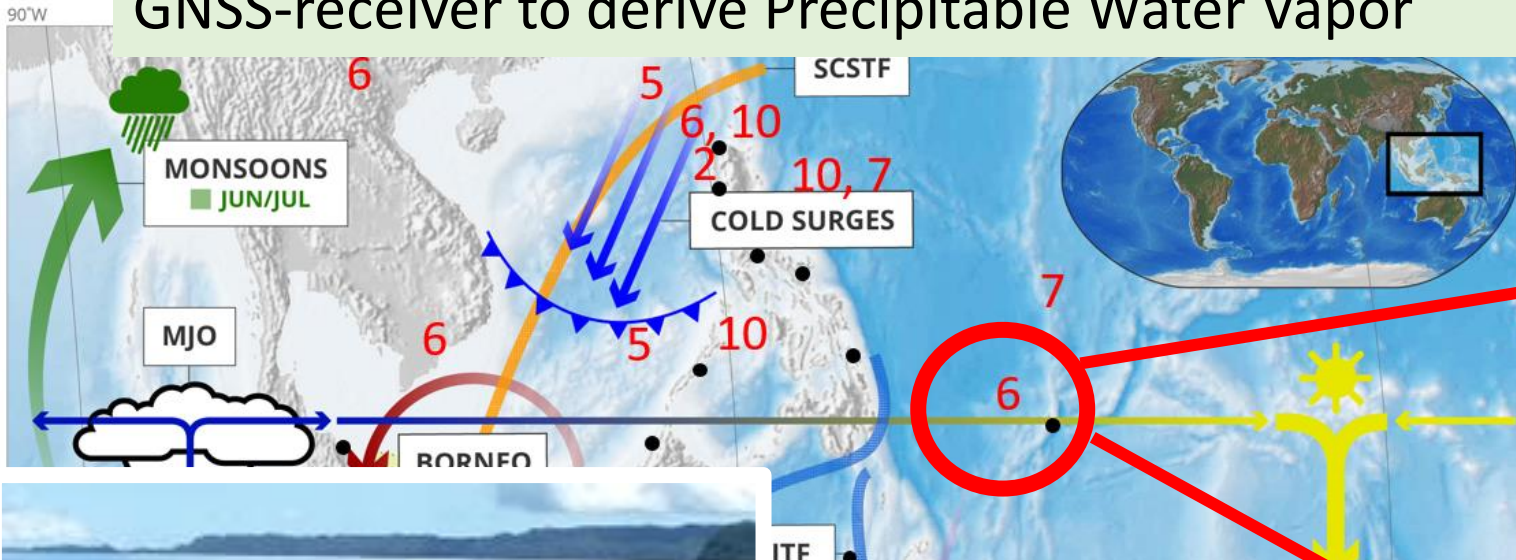 GNSS-receiver to derive Precipitable Water Vapor
90°W
6
5
SCSTF
6, 10
2
10, 7
MONSOONS
JUN/JUL
COLD SURGES
7
MJO
6
5
10
6
BORNEO
ITF